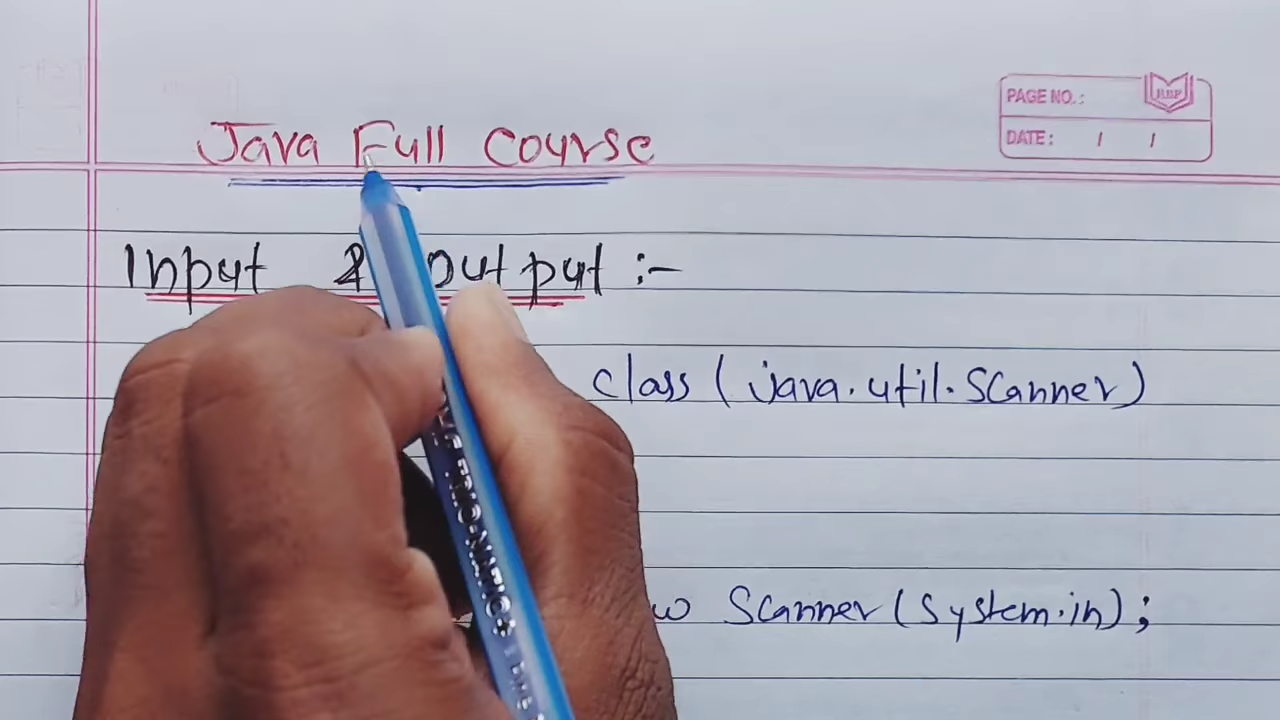 PAGE NO.:
DATE: / /
Java Full Course
Input & Output :-
class (java.util.Scanner)
Scanner(System.in);